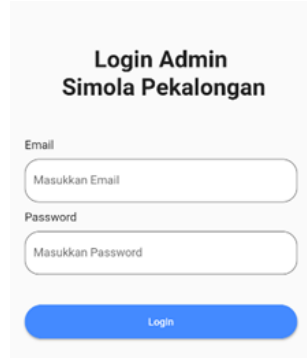 Login Admin
Simola Pekalongan
Email
Masukkan Email
Password
Masukkan Password
Login